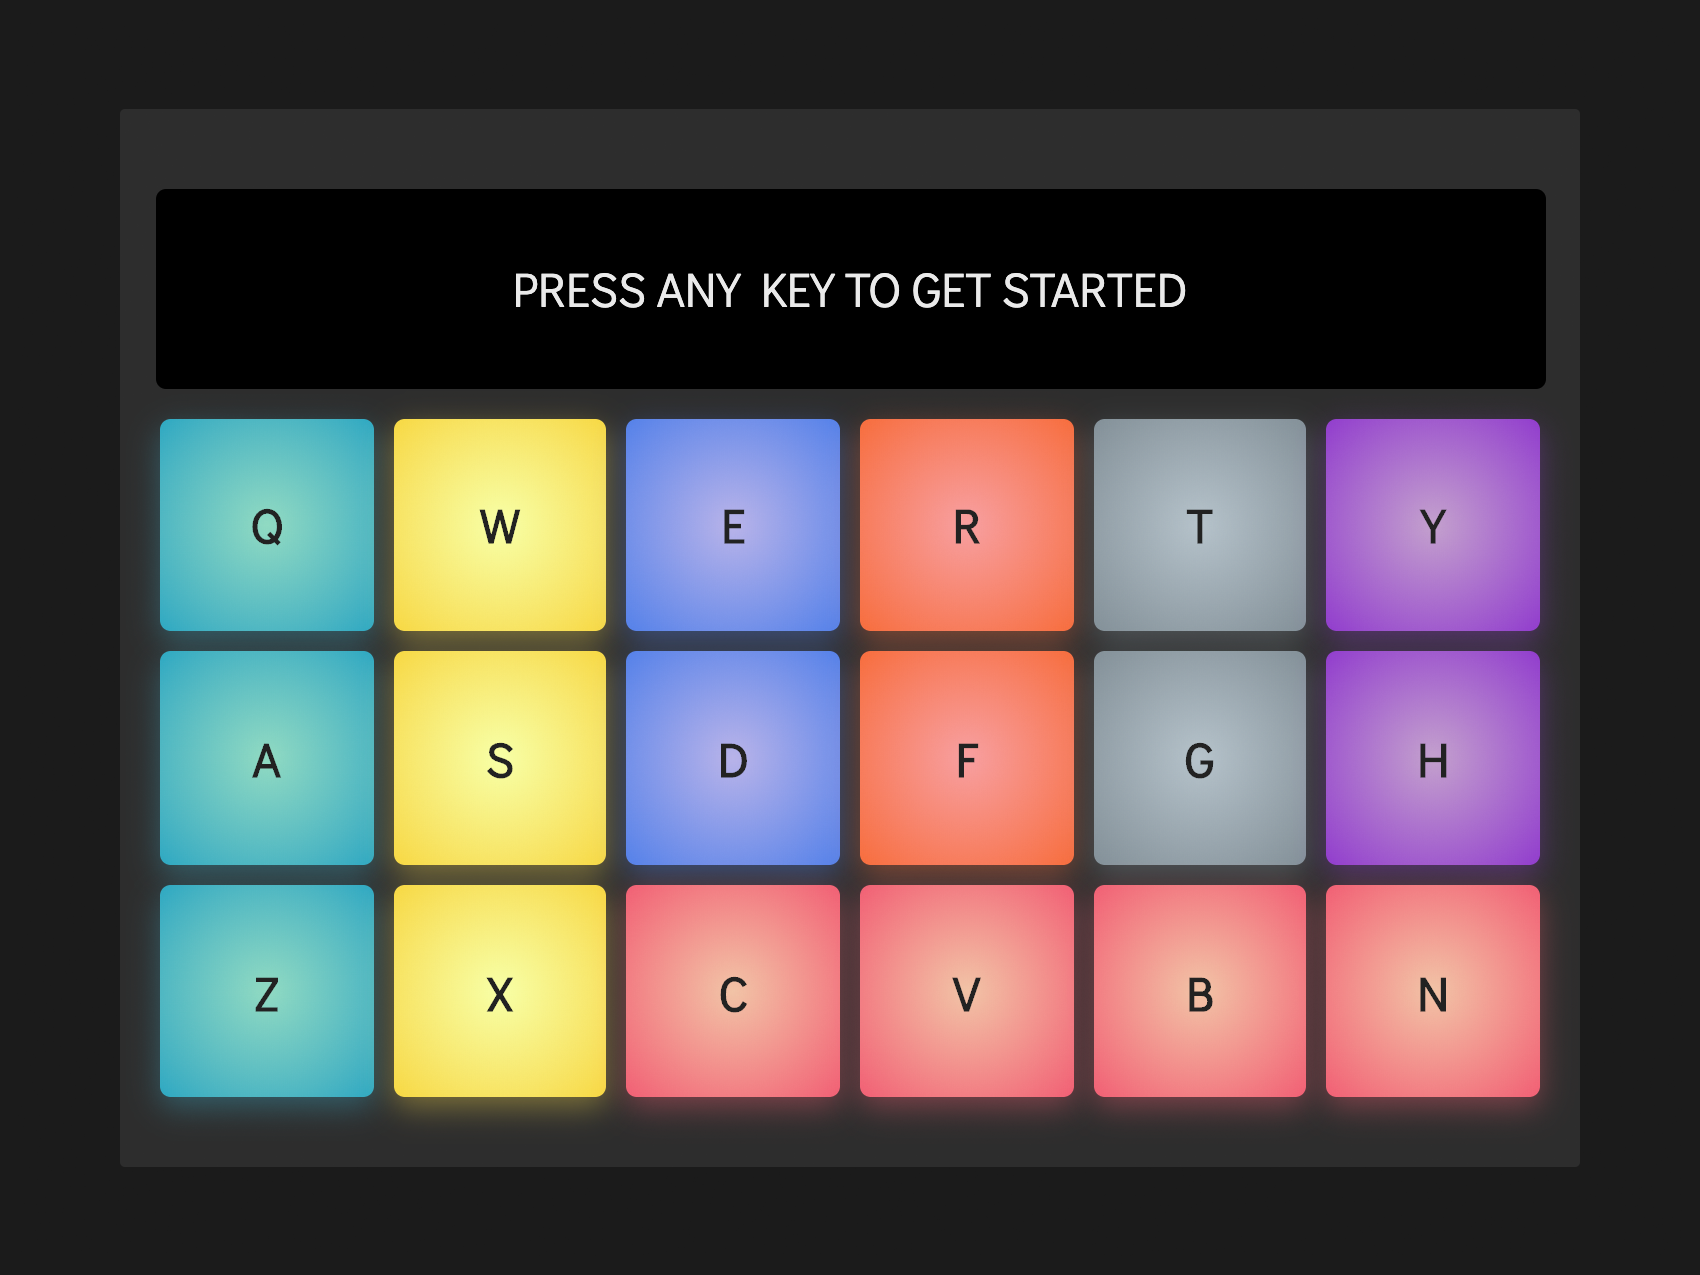 PRESS ANY  KEY TO GET STARTED
Q W E R T Y
A S D F G H
Z X C V B N